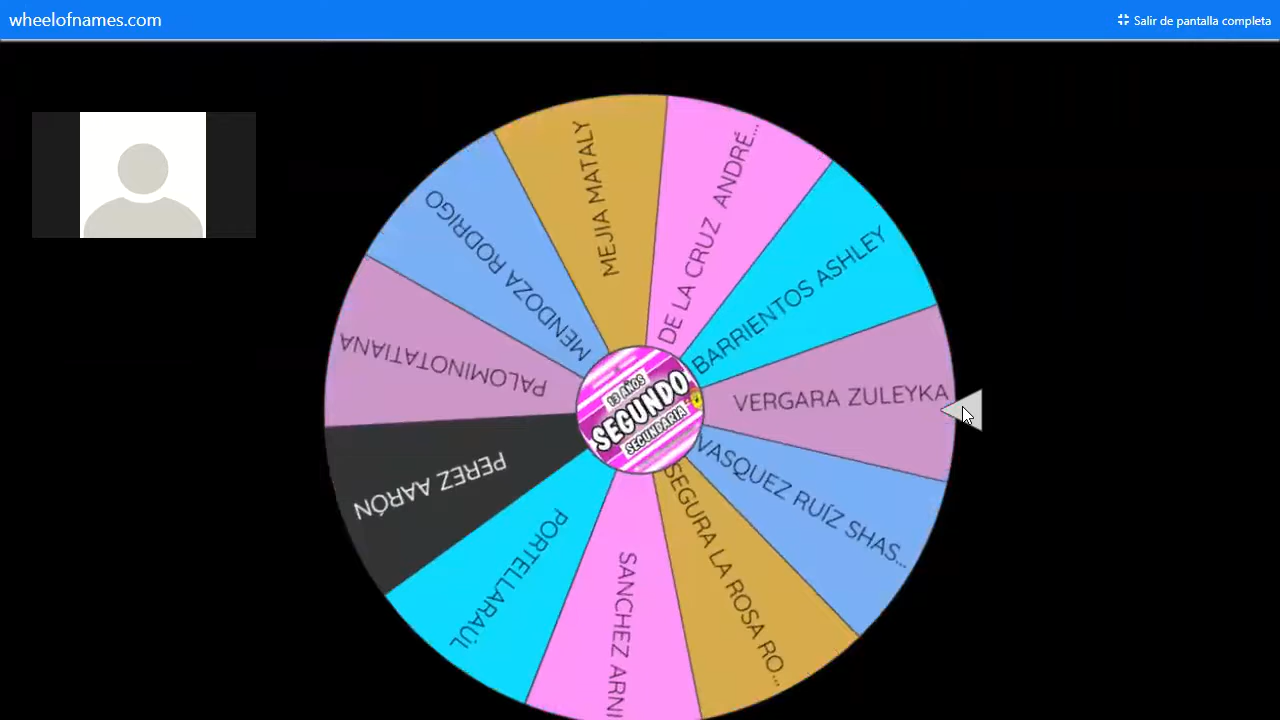 wheelofnames.com
Salir de pantalla completa
MEJIA MATALY
DE LA CRUZ ANDRÉ...
BARRIENTOS ASHLEY
VERGARA ZULEYKA
VASQUEZ RUÍZ SHAS...
SEGURA LA ROSA RO...
SANCHEZ ARNI
PORTELLARAÚL
PEREZ AARÓN
PALOMINOTATIANA
MENDOZA RODRIGO
13 AÑOS
SEGUNDO
SECUNDARIA